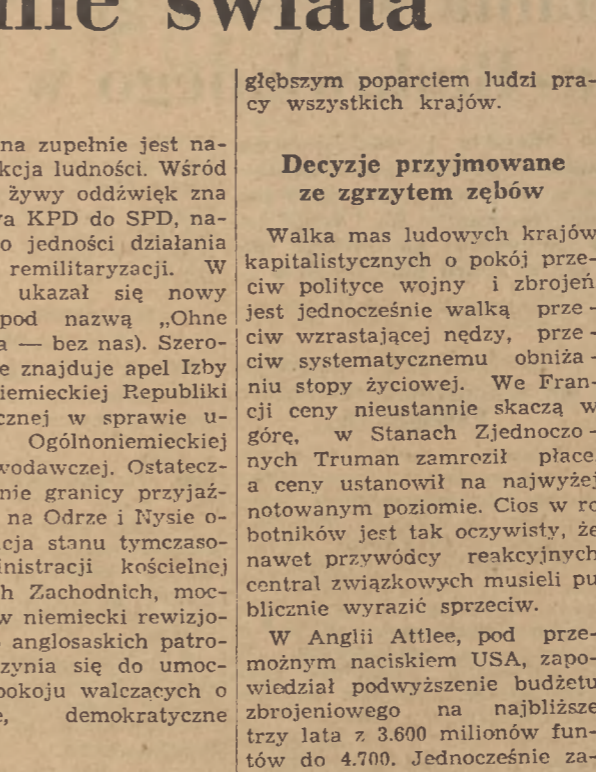 świata
na zupełnie jest na-
kcja ludności. Wśród
żywy oddźwięk zna
a KPD do SPD, na-
o jedności działania
remilitaryzacji. W
ukazał się nowy
pod nazwą „Ohne
a — bez nas). Szero-
e znajduje apel Izby
iemieckiej Republiki
cznej w sprawie u-
Ogólnoniemieckiej
wodawczej. Ostatecz-
nie granicy przyjaź-
na Odrze i Nysie o-
cja stanu tymczaso-
inistracji kościelnej
h Zachodnich, moc-
w niemiecki rewizjo-
anglosaskich patro-
zynia się do umoc-
pokoju walczących o
e, demokratyczne
głębszym poparciem ludzi pra-
cy wszystkich krajów.
Decyzje przyjmowane
ze zgrzytem zębów
Walka mas ludowych krajów
kapitalistycznych o pokój prze-
ciw polityce wojny i zbrojeń
jest jednocześnie walką prze-
ciw wzrastającej nędzy, prze-
ciw systematycznemu obniża-
niu stopy życiowej. We Fran-
cji ceny nieustannie skaczą w
górę, w Stanach Zjednoczo-
nych Truman zamroził płace,
a ceny ustanowił na najwyżej
notowanym poziomie. Cios w ro
botników jest tak oczywisty, że
nawet przywódcy reakcyjnych
central związkowych musieli pu
blicznie wyrazić sprzeciw.
W Anglii Attlee, pod prze-
możnym naciskiem USA, zapo-
wiedział podwyższenie budżetu
zbrojeniowego na najbliższe
trzy lata z 3.600 milionów fun-
tów do 4.700. Jednocześnie za-